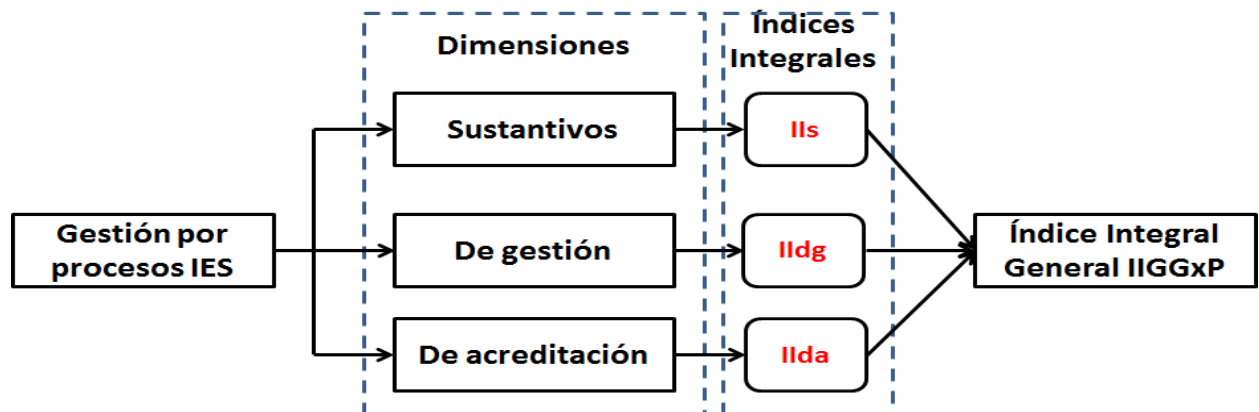 Dimensiones
Índices
Integrales
Sustantivos
IIs
Gestión por
procesos IES
De gestión
IIdg
Índice Integral
General IIGGxP
De acreditación
IIda